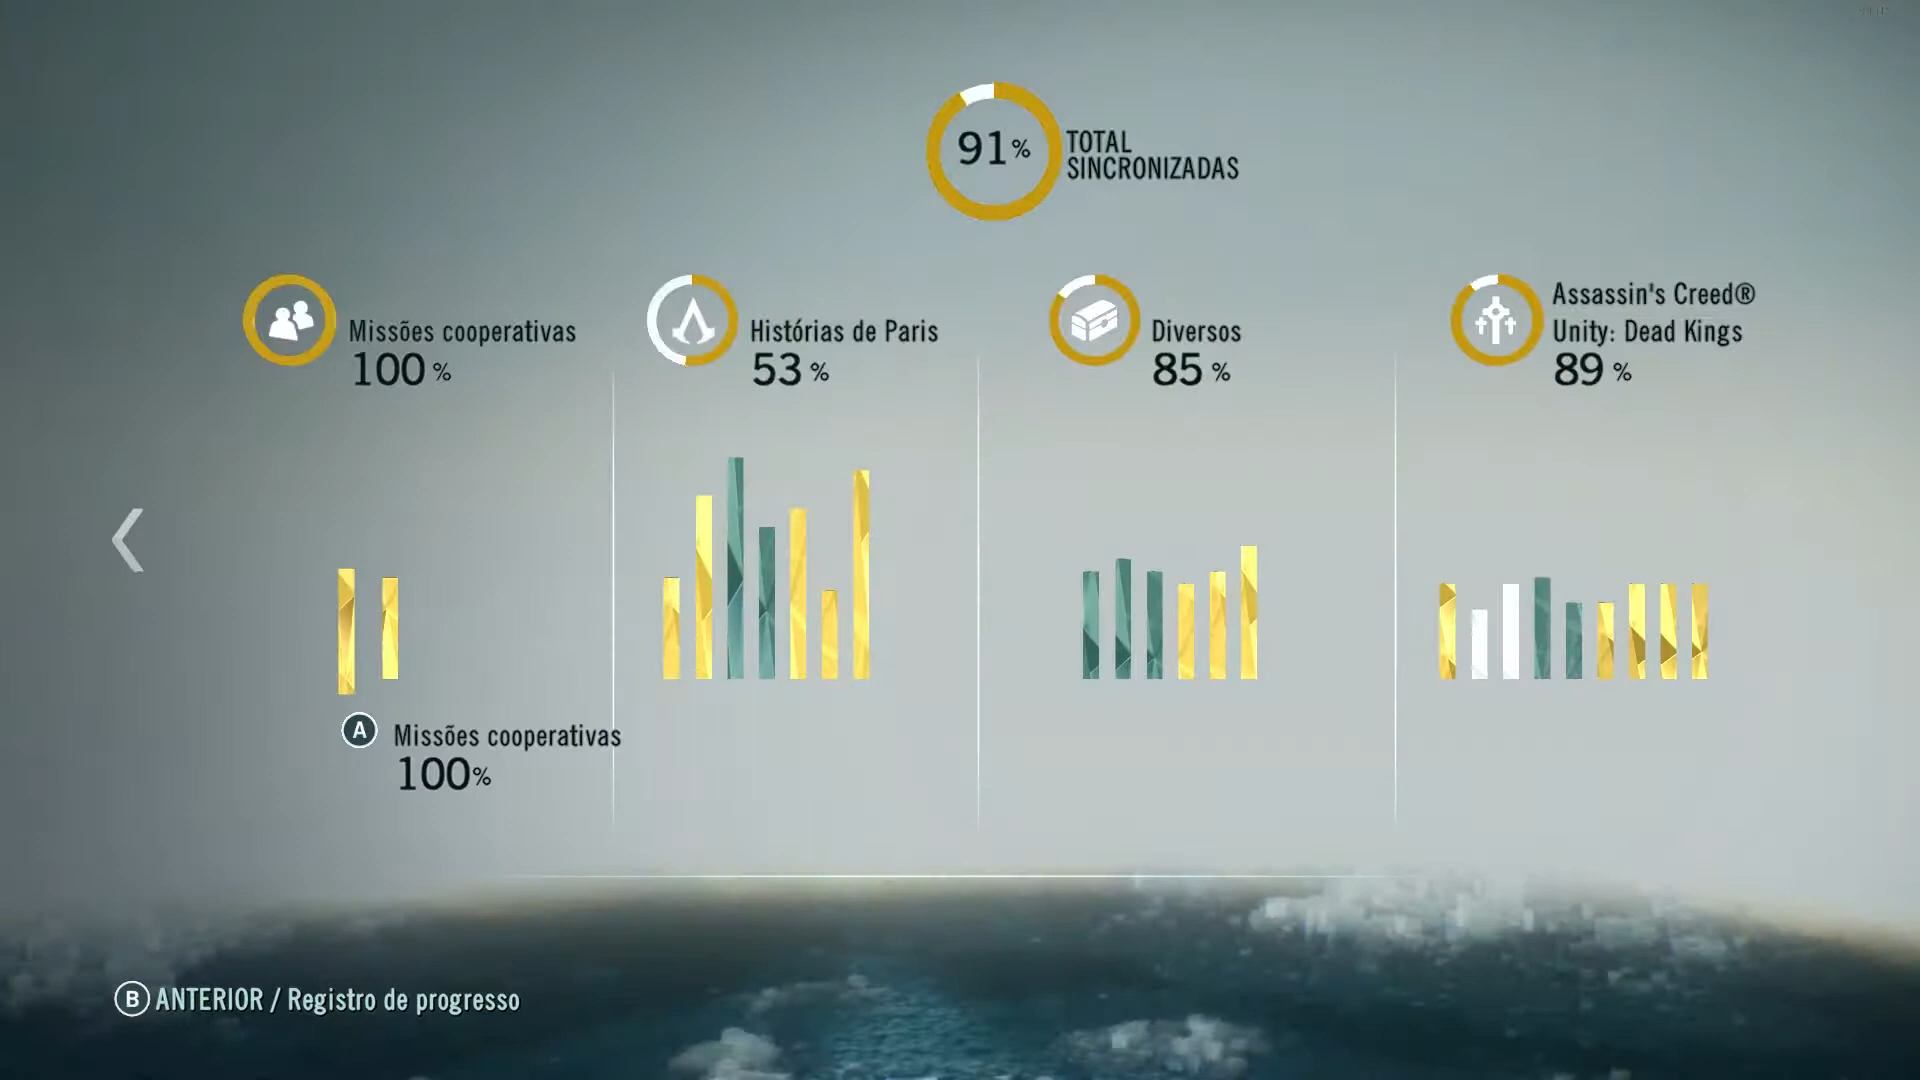 91%
TOTAL
SINCRONIZADAS
Missões cooperativas
100 %
Histórias de Paris
53 %
Diversos
85 %
Assassin's Creed®
Unity: Dead Kings
89 %
A Missões cooperativas
100%
B ANTERIOR / Registro de progresso